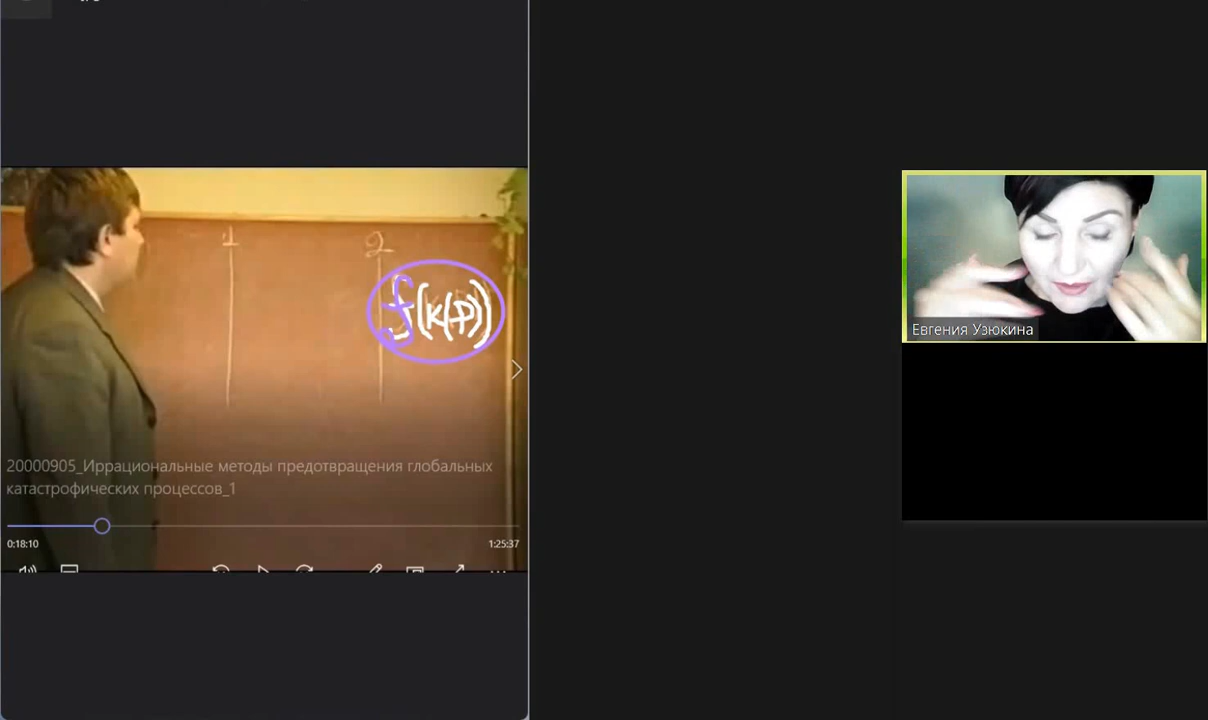 1
2
f(K(P))
20000905_Иррациональные методы предотвращения глобальных
катастрофических процессов_1
0:18:10
1:25:37
Евгения Узюкина